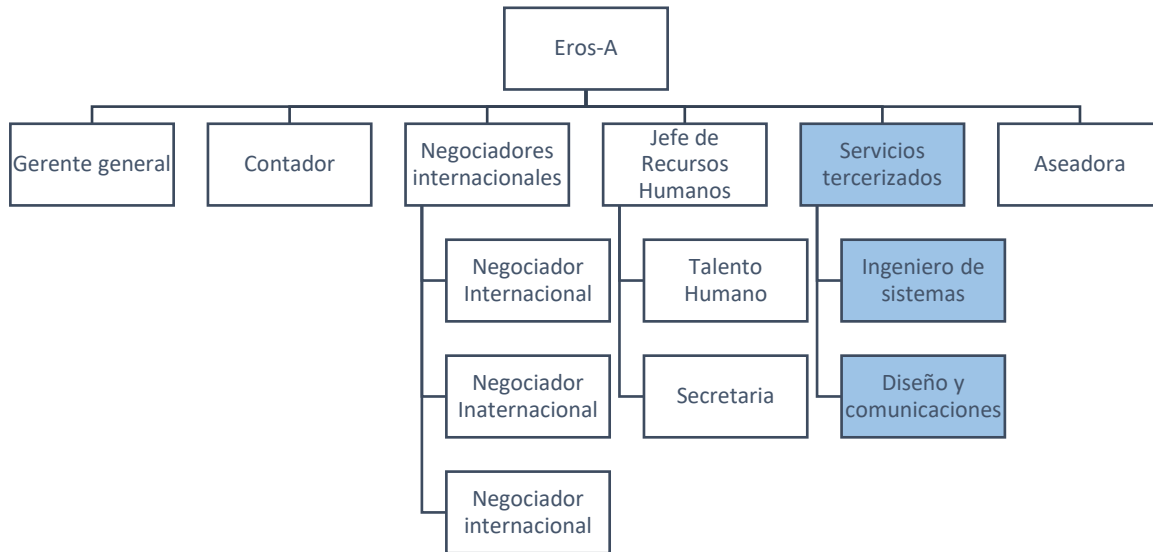 Eros-A
Gerente general
Contador
Negociadores
internacionales
Jefe de
Recursos
Humanos
Servicios
tercerizados
Aseadora
Negociador
Internacional
Talento
Humano
Ingeniero de
sistemas
Negociador
Inaternacional
Secretaria
Diseño y
comunicaciones
Negociador
internacional